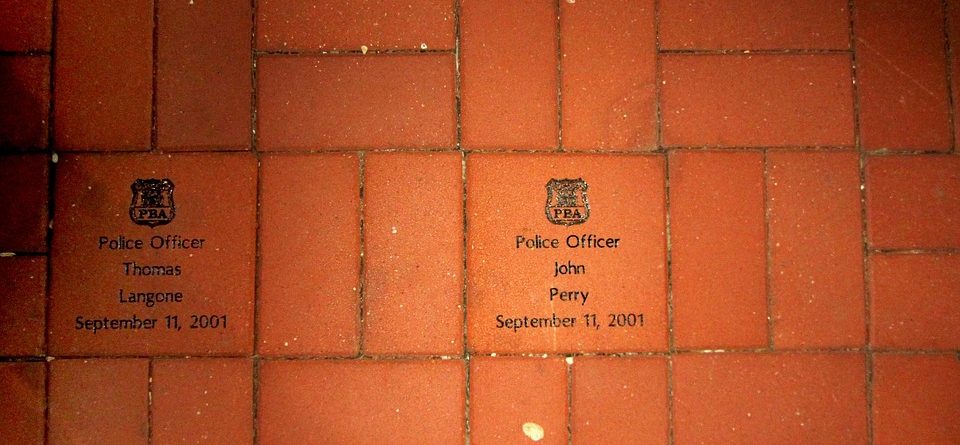 PBA
Police Officer
Thomas
Langone
September 11, 2001
PBA
Police Officer
John
Perry
September 11, 2001